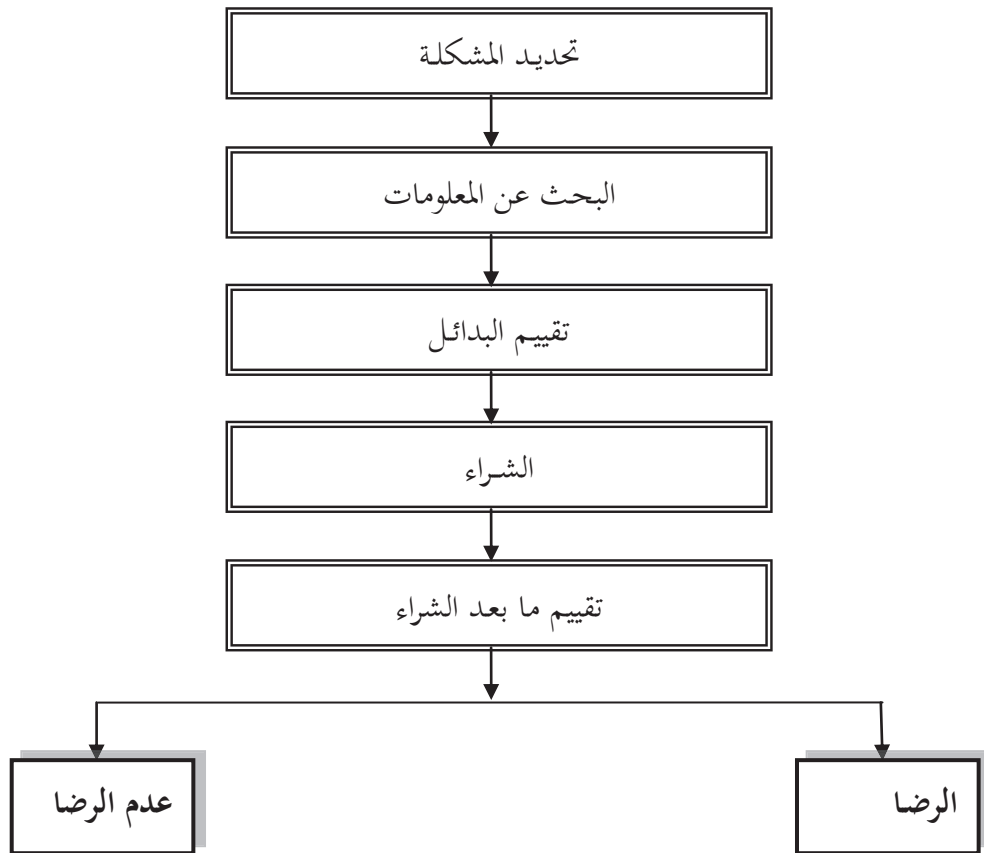 تحديد المشكلة
البحث عن المعلومات
تقييم البدائل
الشراء
تقييم ما بعد الشراء
الرضا
عدم الرضا